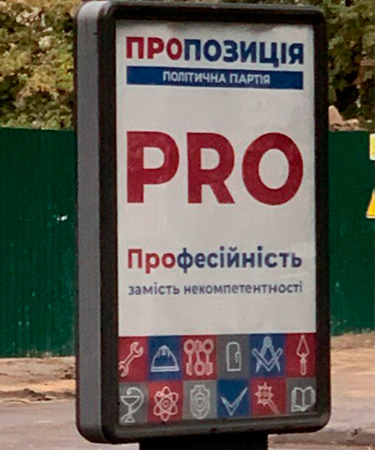 ПРОПОЗИЦІЯ
ПОЛІТИЧНА ПАРТІЯ
PRO
Професійність
замість некомпетентності